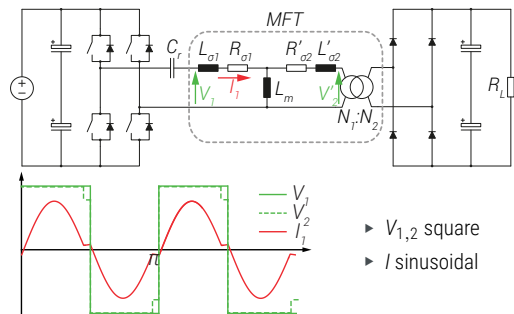 MFT
C_r L_σ1 R_σ1 R'_σ2 L'_σ2
V_1 I_1 L_m V'_2 R_L
N_1:N_2
V_1
V_2
I_1
π
▸ V_1,2 square
▸ I sinusoidal